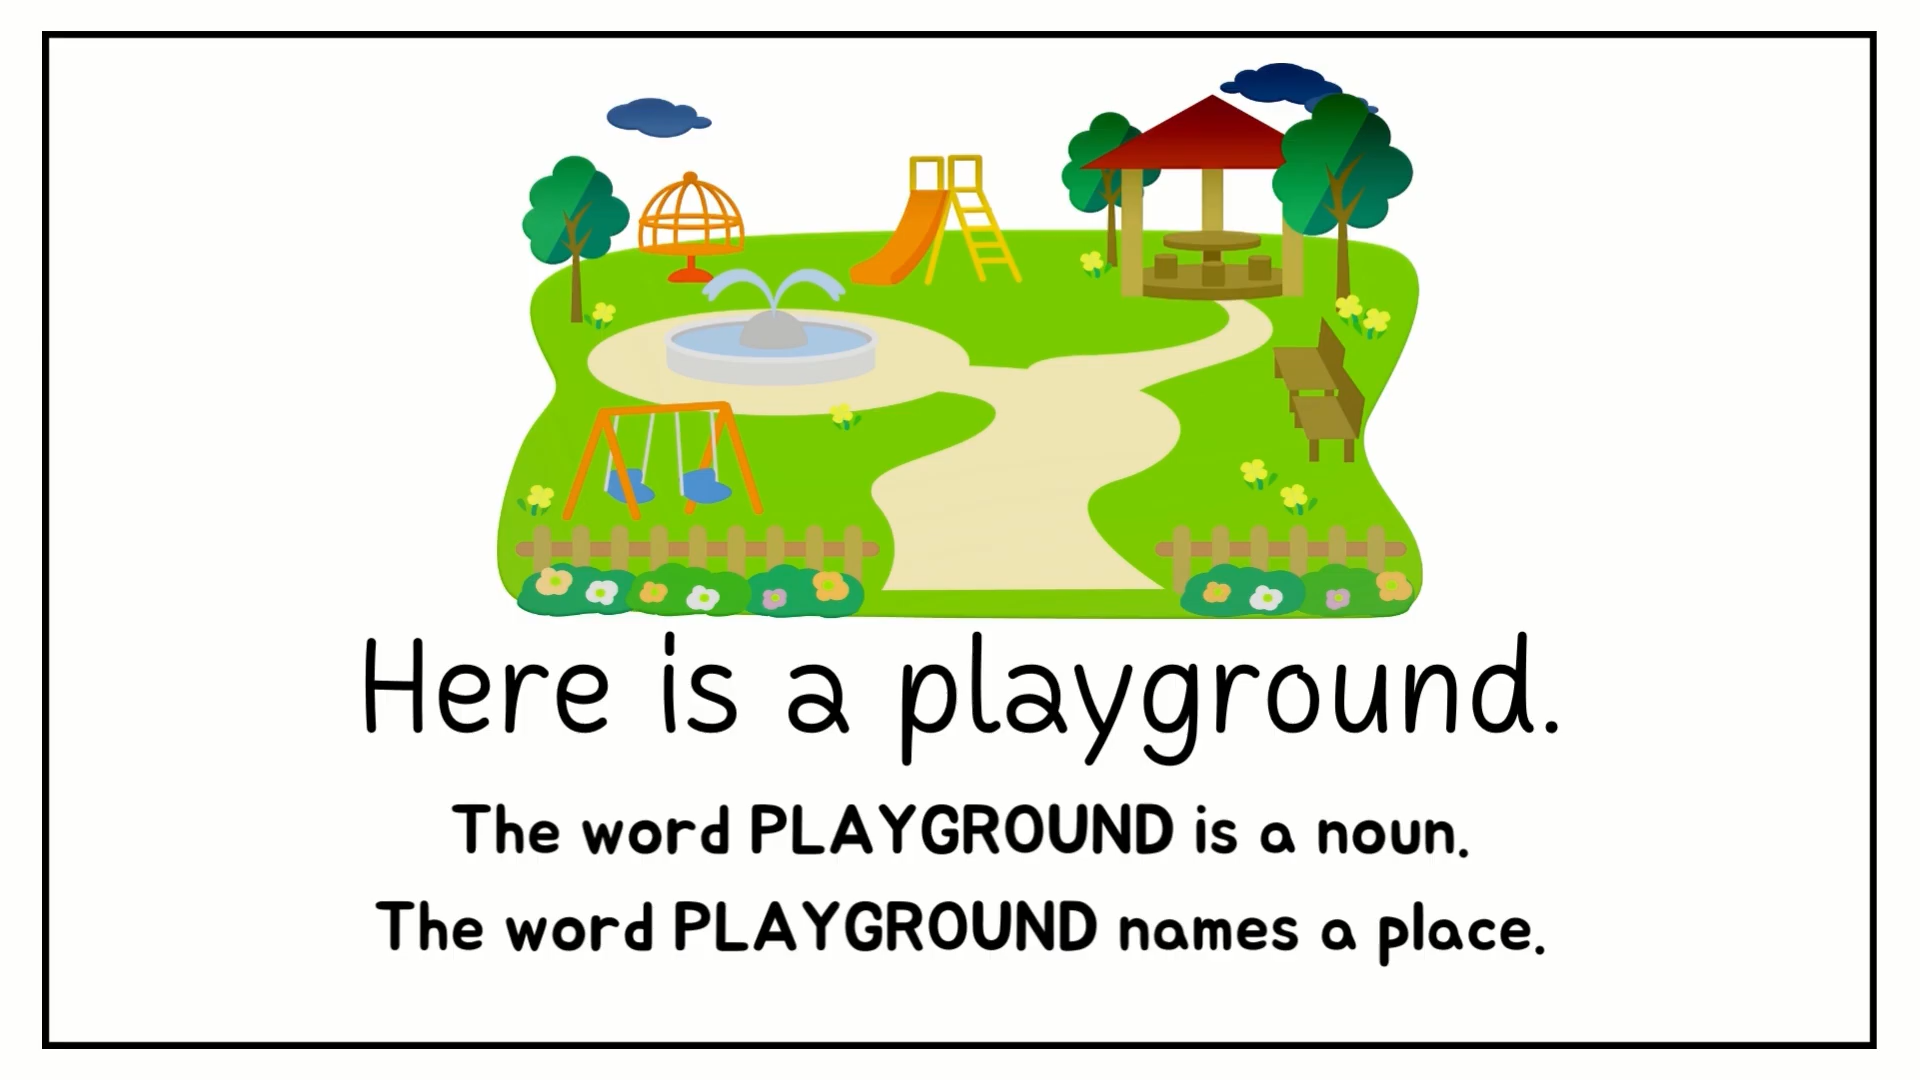 Here is a playground.
The word PLAYGROUND is a noun.
The word PLAYGROUND names a place.